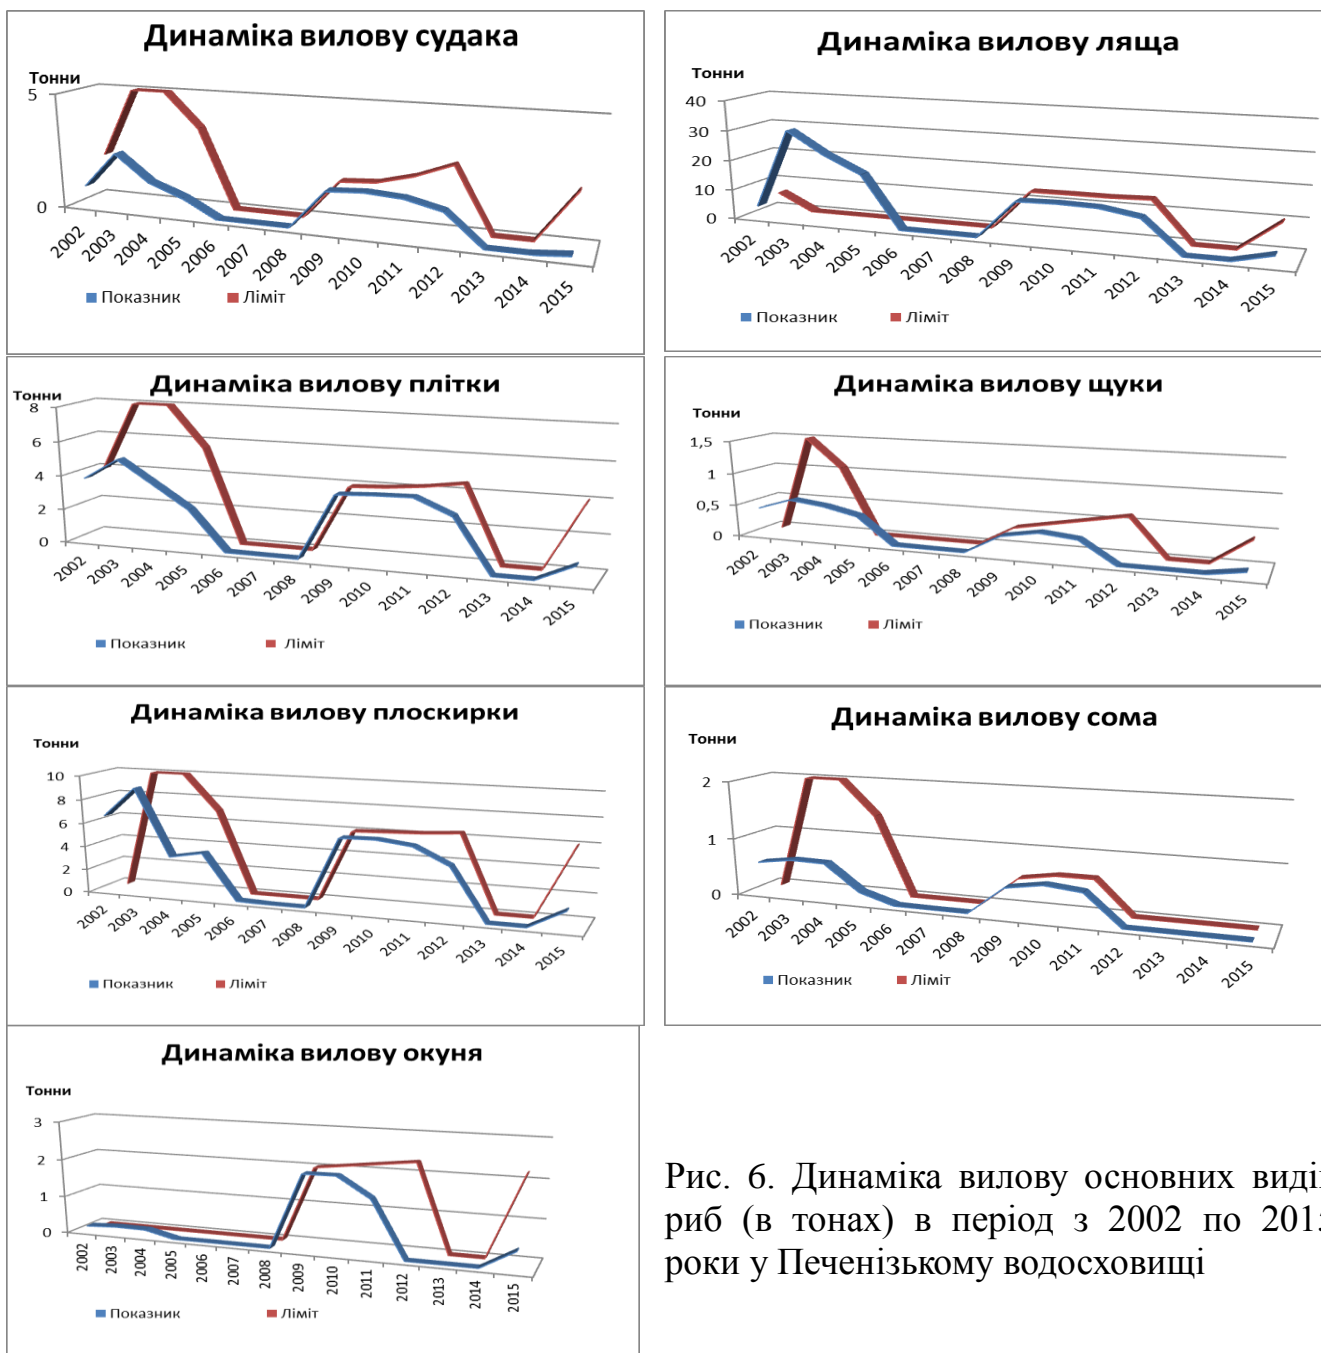 Динаміка вилову судака
Тонни
5
0
2002 2003 2004 2005 2006 2007 2008 2009 2010 2011 2012 2013 2014 2015
Показник Ліміт
Динаміка вилову ляща
Тонни
40
30
20
10
0
2002 2003 2004 2005 2006 2007 2008 2009 2010 2011 2012 2013 2014 2015
Показник Ліміт
Динаміка вилову плітки
Тонни
8
6
4
2
0
2002 2003 2004 2005 2006 2007 2008 2009 2010 2011 2012 2013 2014 2015
Показник Ліміт
Динаміка вилову щуки
Тонни
1,5
1
0,5
0
2002 2003 2004 2005 2006 2007 2008 2009 2010 2011 2012 2013 2014 2015
Показник Ліміт
Динаміка вилову плоскирки
Тонни
10
8
6
4
2
0
2002 2003 2004 2005 2006 2007 2008 2009 2010 2011 2012 2013 2014 2015
Показник Ліміт
Динаміка вилову сома
Тонни
2
1
0
2002 2003 2004 2005 2006 2007 2008 2009 2010 2011 2012 2013 2014 2015
Показник Ліміт
Динаміка вилову окуня
Тонни
3
2
1
0
2002 2003 2004 2005 2006 2007 2008 2009 2010 2011 2012 2013 2014 2015
Показник Ліміт
Рис. 6. Динаміка вилову основних
риб (в тонах) в період з 2002 по
роки у Печенізькому водосховищі